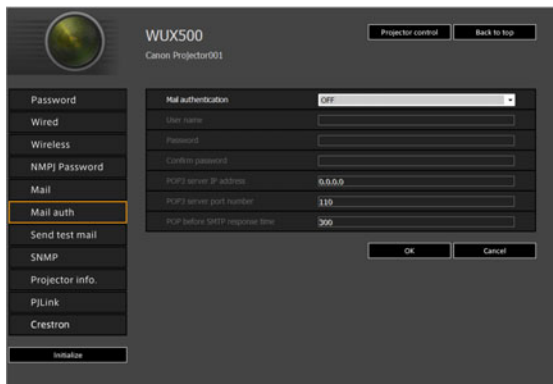 WUX500
Canon Projector001
Projector control
Back to top
Password
Wired
Wireless
NMPJ Password
Mail
Mail auth
Send test mail
SNMP
Projector info.
PJLink
Crestron
Initialize
Mail authentication OFF
User name
Password
Confirm password
POP3 server IP address 0.0.0.0
POP3 server port number 110
POP before SMTP response time 300
OK
Cancel